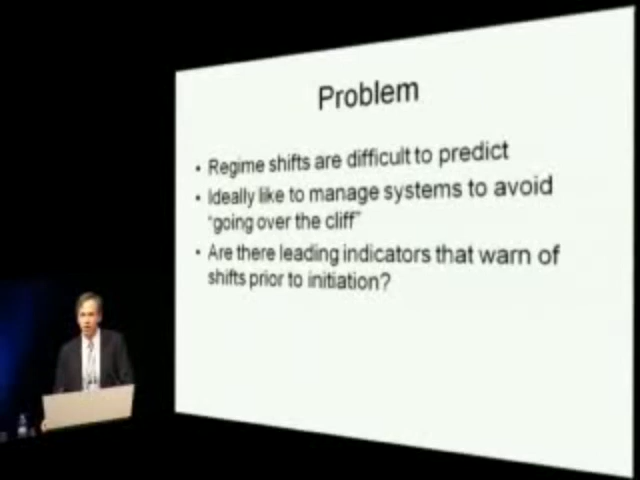 Problem
• Regime shifts are difficult to predict
• Ideally like to manage systems to avoid
"going over the cliff"
• Are there leading indicators that warn of
shifts prior to initiation?